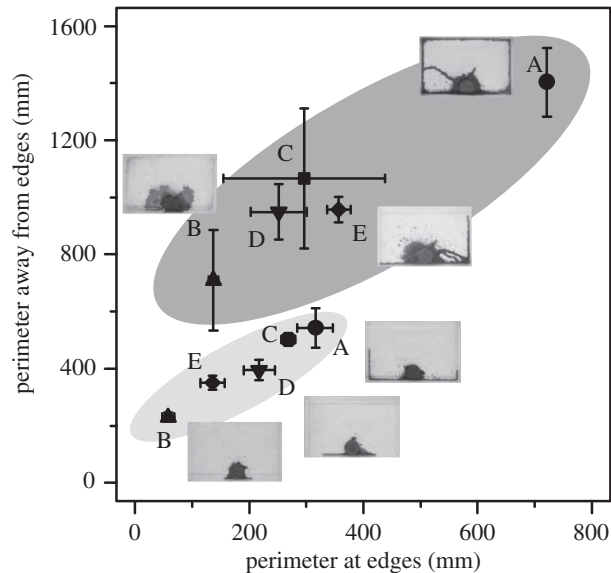 1600
1200
800
400
0
perimeter away from edges (mm)
A
C
B
D
E
C
A
E
D
B
0
200
400
600
800
perimeter at edges (mm)